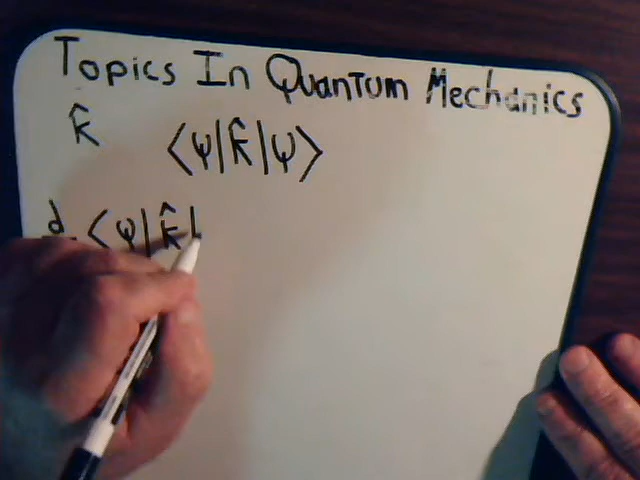 Topics In Quantum Mechanics
k̂ ⟨ψ|k̂|ψ⟩
d ⟨ψ|k̂|